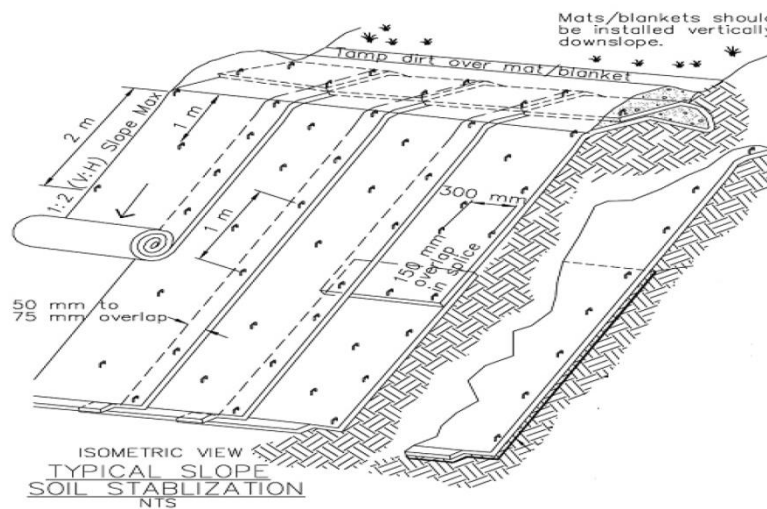 Mats/blankets should
be installed vertically
downslope.
Tamp dirt over mat/blanket
2 m
1 m
1:2 (V:H) Slope Max
300 mm
1 m
150 mm
overlap
in splice
50 mm to
75 mm overlap
ISOMETRIC VIEW
TYPICAL SLOPE
SOIL STABLIZATION
NTS